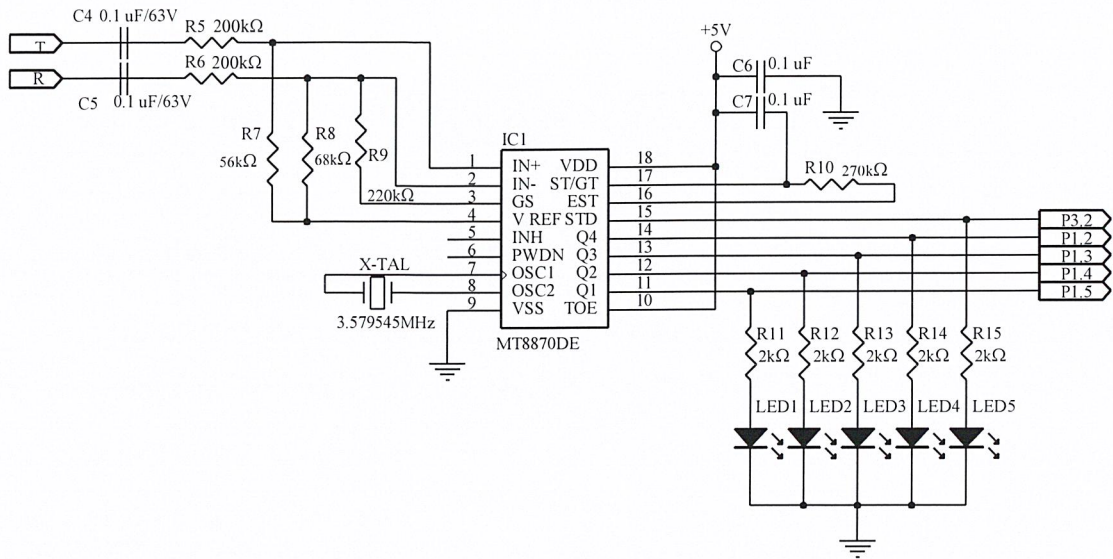 C4 0.1 uF/63V
R5 200kΩ
T
R6 200kΩ
R
C5 0.1 uF/63V
+5V
C6 0.1 uF
C7 0.1 uF
R7 56kΩ
R8 68kΩ
R9 220kΩ
R10 270kΩ
IC1
1 IN+ VDD 18
2 IN- ST/GT 17
3 GS EST 16
4 V REF STD 15
5 INH Q4 14
6 PWDN Q3 13
7 OSC1 Q2 12
8 OSC2 Q1 11
9 VSS TOE 10
MT8870DE
X-TAL
3.579545MHz
P3.2
P1.2
P1.3
P1.4
P1.5
R11 R12 R13 R14 R15
2kΩ 2kΩ 2kΩ 2kΩ 2kΩ
LED1 LED2 LED3 LED4 LED5